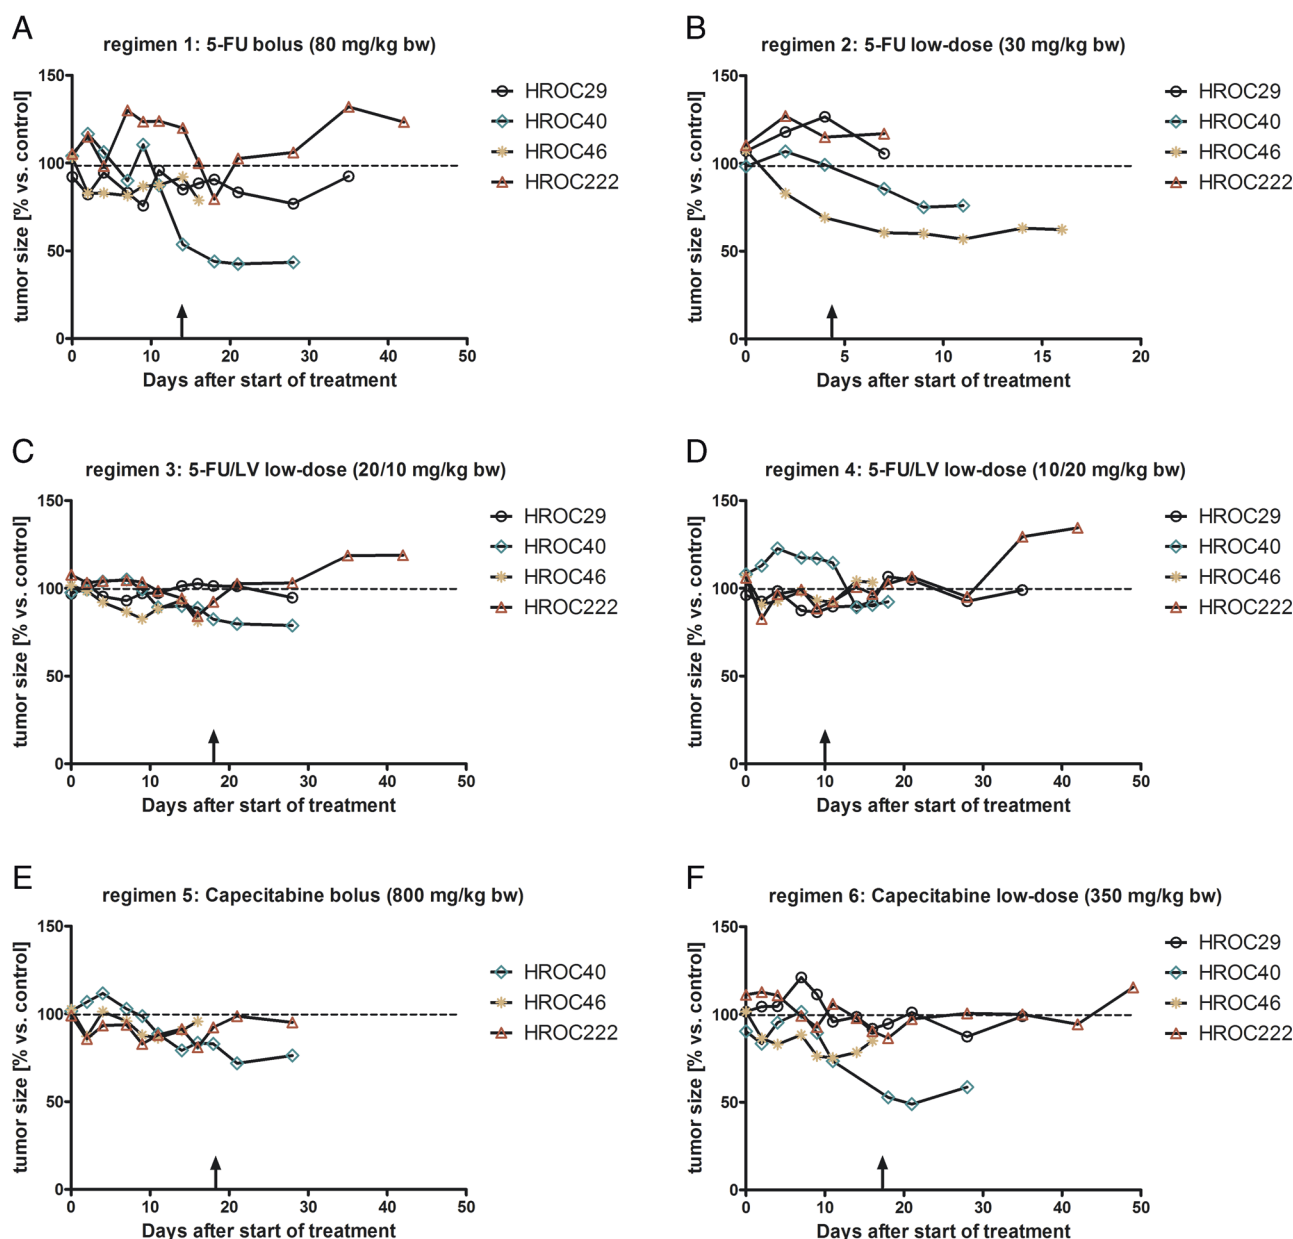 A
regimen 1: 5-FU bolus (80 mg/kg bw)
tumor size [% vs. control]
150
100
50
0
0 10 20 30 40 50
Days after start of treatment
HROC29
HROC40
HROC46
HROC222
B
regimen 2: 5-FU low-dose (30 mg/kg bw)
tumor size [% vs. control]
150
100
50
0
0 5 10 15 20
Days after start of treatment
HROC29
HROC40
HROC46
HROC222
C
regimen 3: 5-FU/LV low-dose (20/10 mg/kg bw)
tumor size [% vs. control]
150
100
50
0
0 10 20 30 40 50
Days after start of treatment
HROC29
HROC40
HROC46
HROC222
D
regimen 4: 5-FU/LV low-dose (10/20 mg/kg bw)
tumor size [% vs. control]
150
100
50
0
0 10 20 30 40 50
Days after start of treatment
HROC29
HROC40
HROC46
HROC222
E
regimen 5: Capecitabine bolus (800 mg/kg bw)
tumor size [% vs. control]
150
100
50
0
0 10 20 30 40 50
Days after start of treatment
HROC40
HROC46
HROC222
F
regimen 6: Capecitabine low-dose (350 mg/kg bw)
tumor size [% vs. control]
150
100
50
0
0 10 20 30 40 50
Days after start of treatment
HROC29
HROC40
HROC46
HROC222